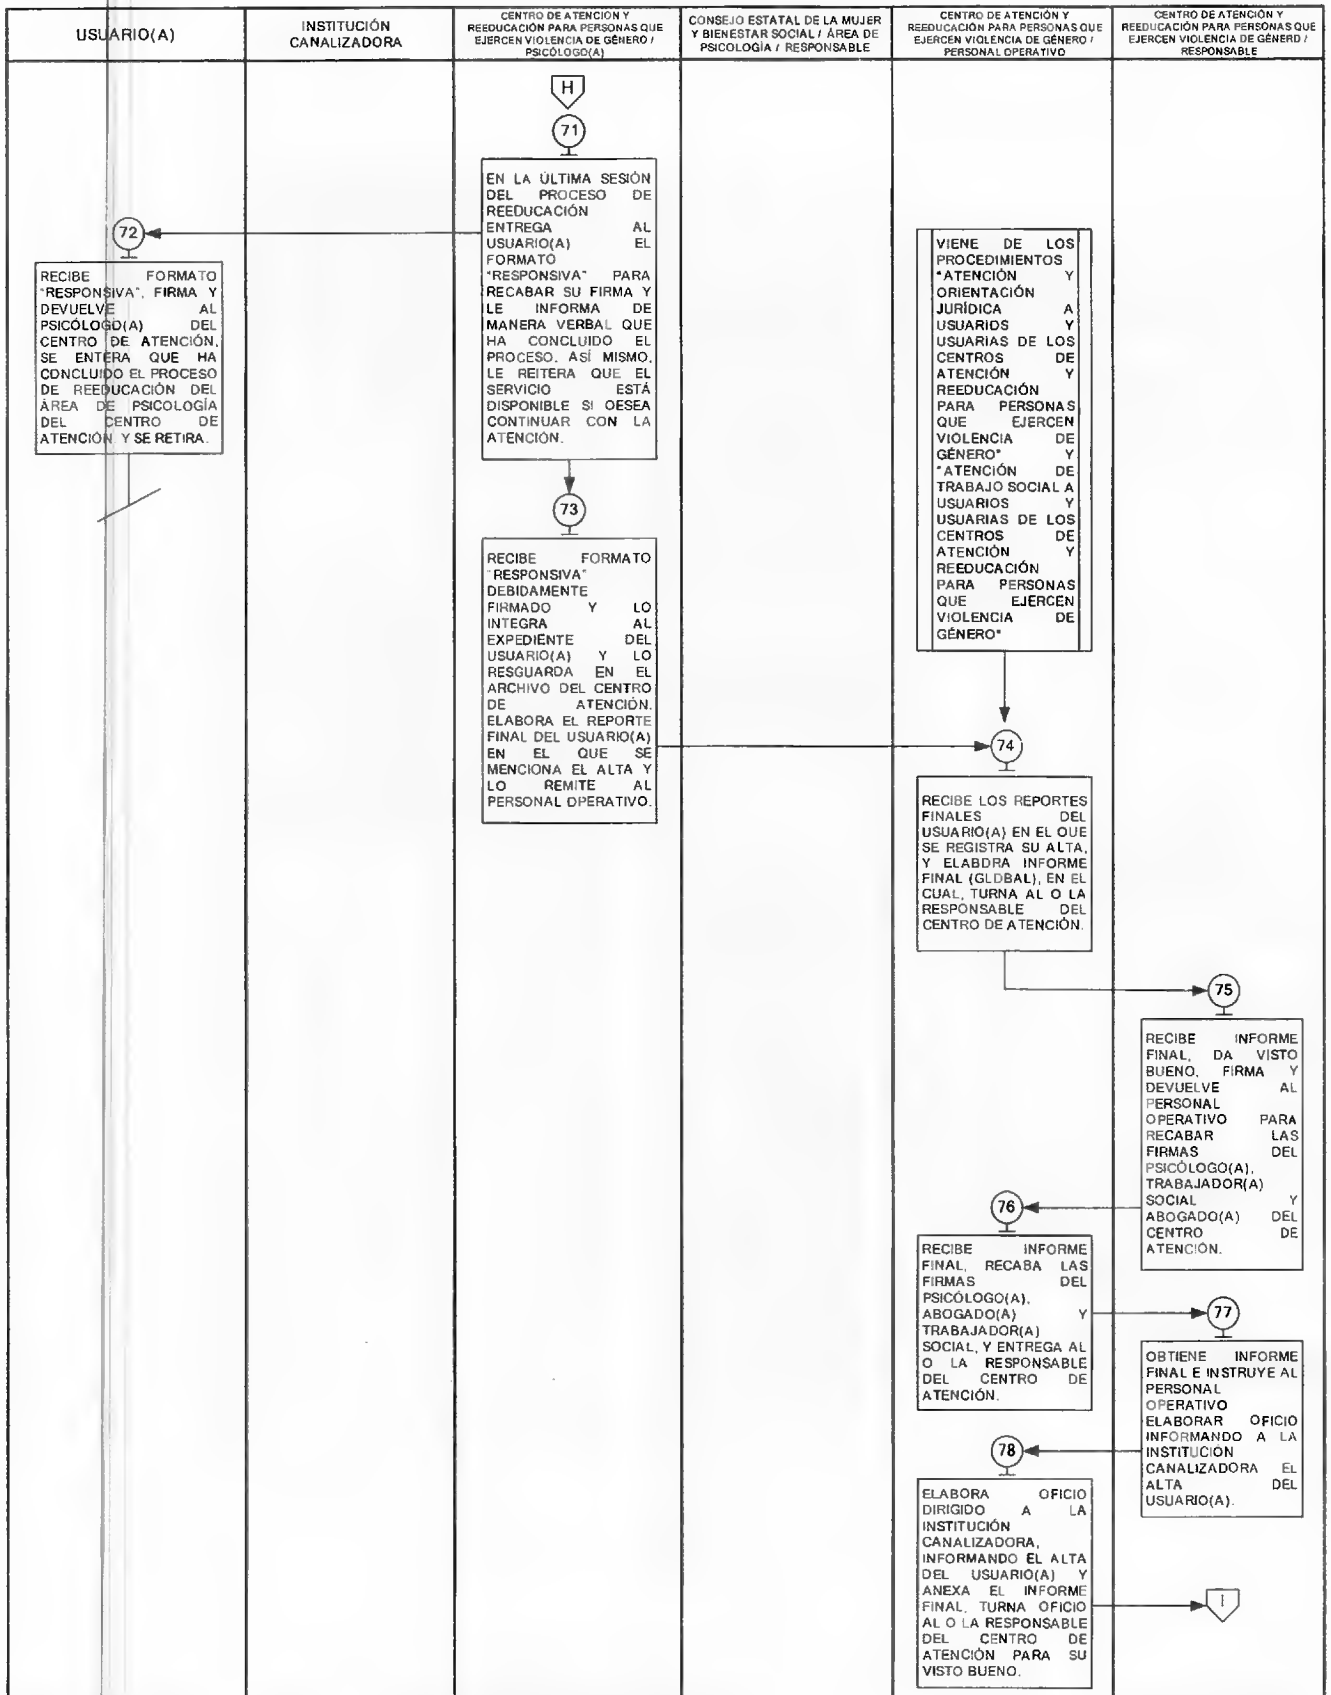 USUARIO(A)
INSTITUCIÓN
CANALIZADORA
CENTRO DE ATENCIÓN Y
REEDUCACIÓN PARA PERSONAS QUE
EJERCEN VIOLENCIA DE GÉNERO /
PSICÓLOGO(A)
CONSEJO ESTATAL DE LA MUJER
Y BIENESTAR SOCIAL / ÁREA DE
PSICOLOGÍA / RESPONSABLE
CENTRO DE ATENCIÓN Y
REEDUCACIÓN PARA PERSONAS QUE
EJERCEN VIOLENCIA DE GÉNERO /
PERSONAL OPERATIVO
CENTRO DE ATENCIÓN Y
REEDUCACIÓN PARA PERSONAS QUE
EJERCEN VIOLENCIA DE GÉNERO /
RESPONSABLE
H
71
EN LA ÚLTIMA SESIÓN
DEL PROCESO DE
REEDUCACIÓN
ENTREGA AL
USUARIO(A) EL
FORMATO
"RESPONSIVA" PARA
RECABAR SU FIRMA Y
LE INFORMA DE
MANERA VERBAL QUE
HA CONCLUIDO EL
PROCESO. ASÍ MISMO,
LE REITERA QUE EL
SERVICIO ESTÁ
DISPONIBLE SI DESEA
CONTINUAR CON LA
ATENCIÓN.
72
RECIBE FORMATO
"RESPONSIVA", FIRMA Y
DEVUELVE AL
PSICÓLOGO(A) DEL
CENTRO DE ATENCIÓN,
SE ENTERA QUE HA
CONCLUIDO EL PROCESO
DE REEDUCACIÓN DEL
ÁREA DE PSICOLOGÍA
DEL CENTRO DE
ATENCIÓN Y SE RETIRA.
73
RECIBE FORMATO
"RESPONSIVA"
DEBIDAMENTE
FIRMADO Y LO
INTEGRA AL
EXPEDIENTE DEL
USUARIO(A) Y LO
RESGUARDA EN EL
ARCHIVO DEL CENTRO
DE ATENCIÓN.
ELABORA EL REPORTE
FINAL DEL USUARIO(A)
EN EL QUE SE
MENCIONA EL ALTA Y
LO REMITE AL
PERSONAL OPERATIVO.
VIENE DE LOS
PROCEDIMIENTOS
"ATENCIÓN Y
ORIENTACIÓN
JURÍDICA A
USUARIOS Y
USUARIAS DE LOS
CENTROS DE
ATENCIÓN Y
REEDUCACIÓN
PARA PERSONAS
QUE EJERCEN
VIOLENCIA DE
GÉNERO" Y
"ATENCIÓN DE
TRABAJO SOCIAL A
USUARIOS Y
USUARIAS DE LOS
CENTROS DE
ATENCIÓN Y
REEDUCACIÓN
PARA PERSONAS
QUE EJERCEN
VIOLENCIA DE
GÉNERO"
74
RECIBE LOS REPORTES
FINALES DEL
USUARIO(A) EN EL QUE
SE REGISTRA SU ALTA,
Y ELABORA INFORME
FINAL (GLOBAL), EN EL
CUAL, TURNA AL O LA
RESPONSABLE DEL
CENTRO DE ATENCIÓN.
75
RECIBE INFORME
FINAL, DA VISTO
BUENO, FIRMA Y
DEVUELVE AL
PERSONAL
OPERATIVO PARA
RECABAR LAS
FIRMAS DEL
PSICÓLOGO(A),
TRABAJADOR(A)
SOCIAL Y
ABOGADO(A) DEL
CENTRO DE
ATENCIÓN.
76
RECIBE INFORME
FINAL, RECABA LAS
FIRMAS DEL
PSICÓLOGO(A),
ABOGADO(A) Y
TRABAJADOR(A)
SOCIAL, Y ENTREGA AL
O LA RESPONSABLE
DEL CENTRO DE
ATENCIÓN.
77
OBTIENE INFORME
FINAL E INSTRUYE AL
PERSONAL
OPERATIVO
ELABORAR OFICIO
INFORMANDO A LA
INSTITUCIÓN
CANALIZADORA EL
ALTA DEL
USUARIO(A).
78
ELABORA OFICIO
DIRIGIDO A LA
INSTITUCIÓN
CANALIZADORA,
INFORMANDO EL ALTA
DEL USUARIO(A) Y
ANEXA EL INFORME
FINAL, TURNA OFICIO
AL O LA RESPONSABLE
DEL CENTRO DE
ATENCIÓN PARA SU
VISTO BUENO.
I